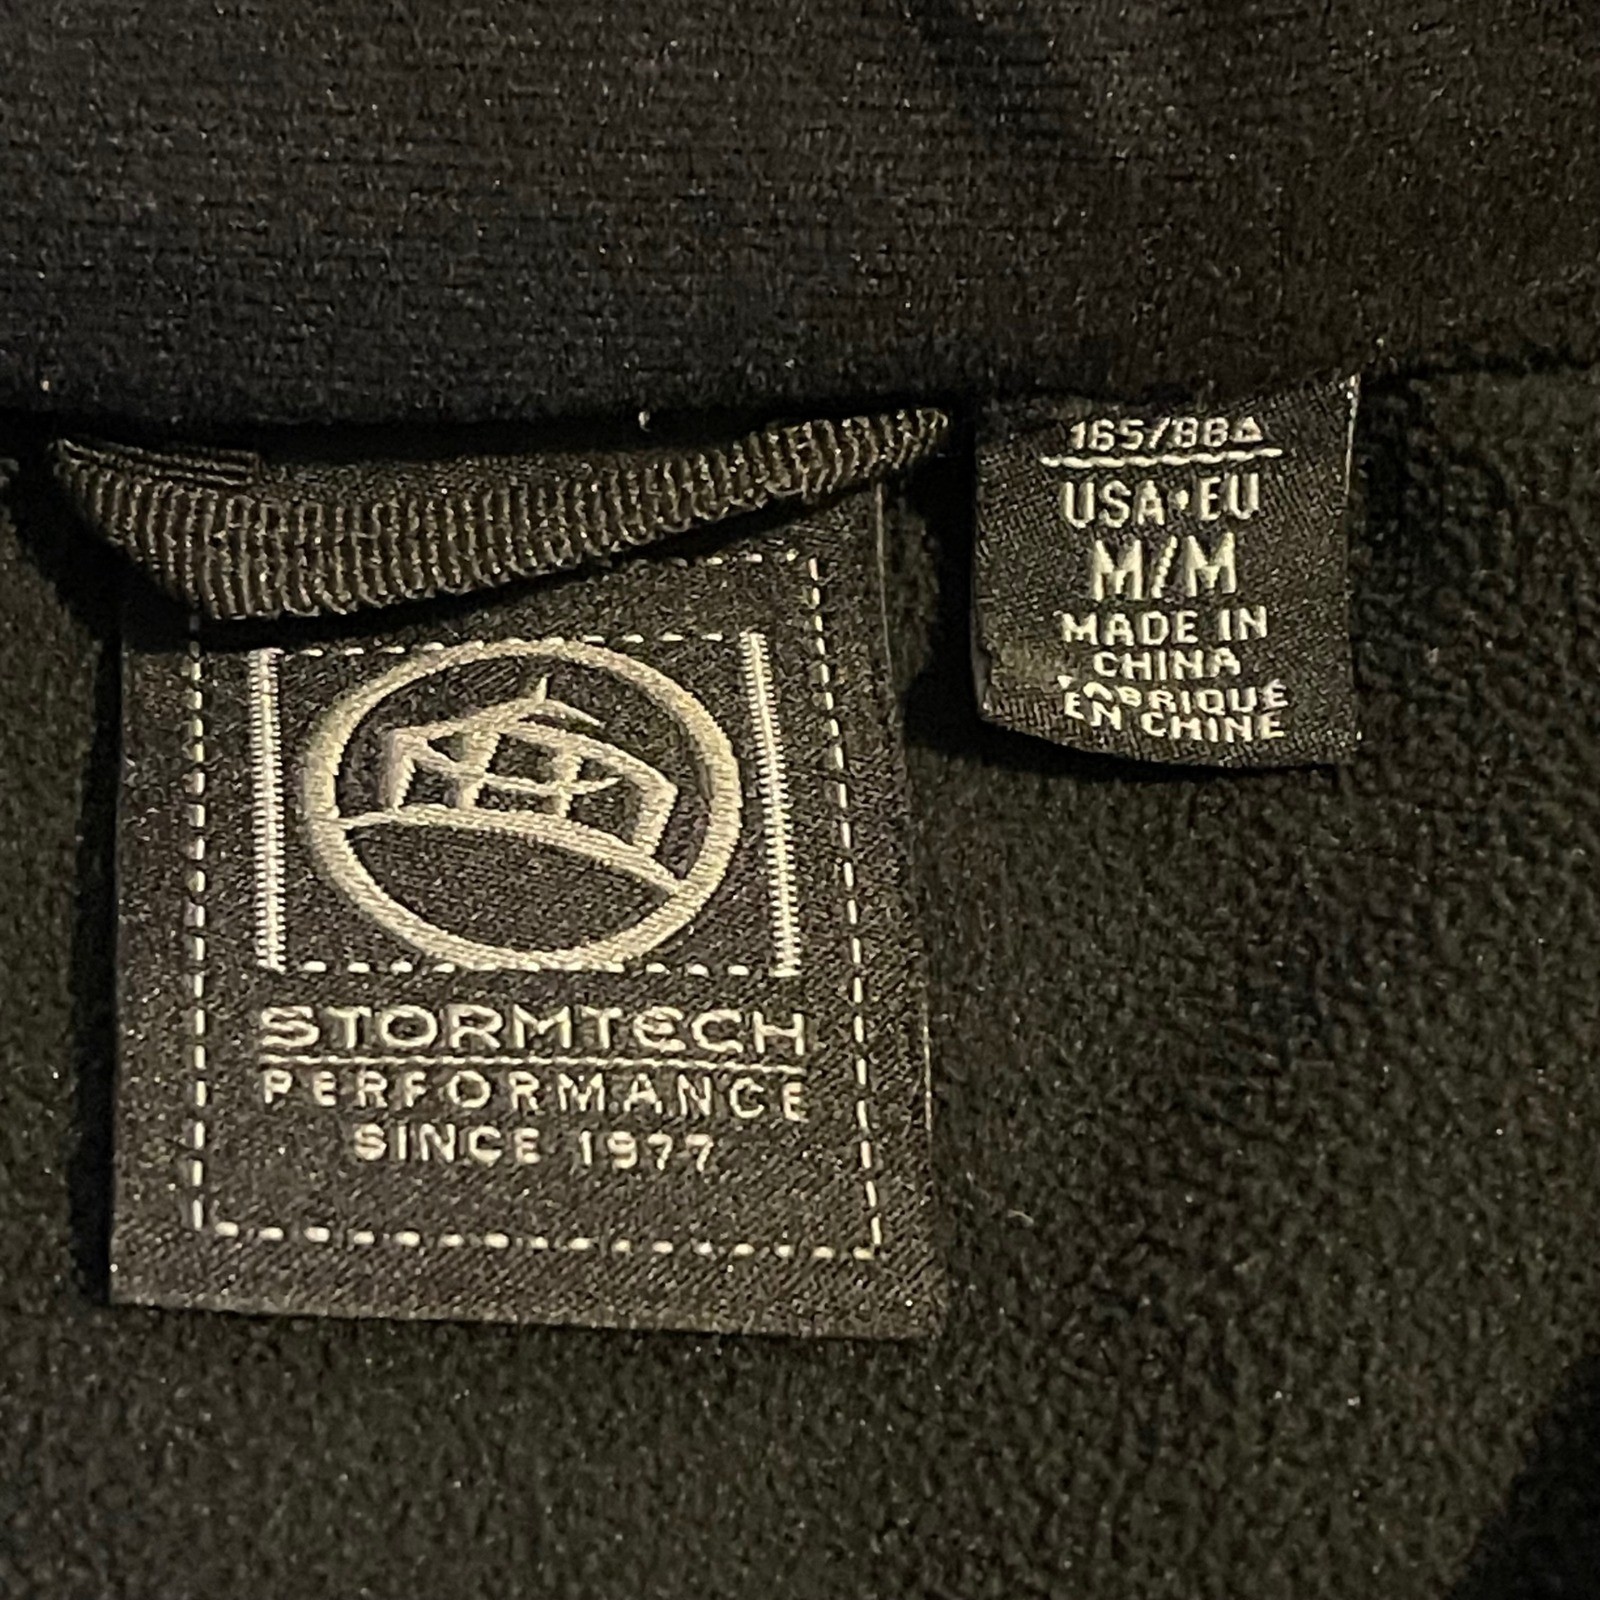 165/88A
USA•EU
M/M
MADE IN
CHINA
FABRIQUÉ
EN CHINE
STORMTECH
PERFORMANCE
SINCE 1977